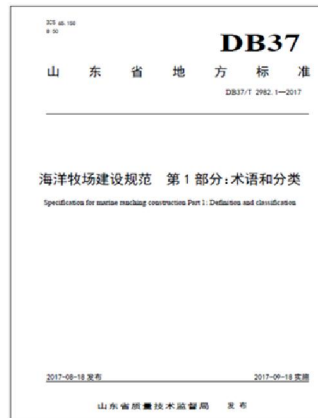 ICS 65.150
B 50
DB37
山东省地方标准
DB37/T 2982.1—2017
海洋牧场建设规范 第1部分:术语和分类
Specification for marine ranching construction Part 1: Definition and classification
2017-08-18 发布
2017-09-18 实施
山东省质量技术监督局 发布